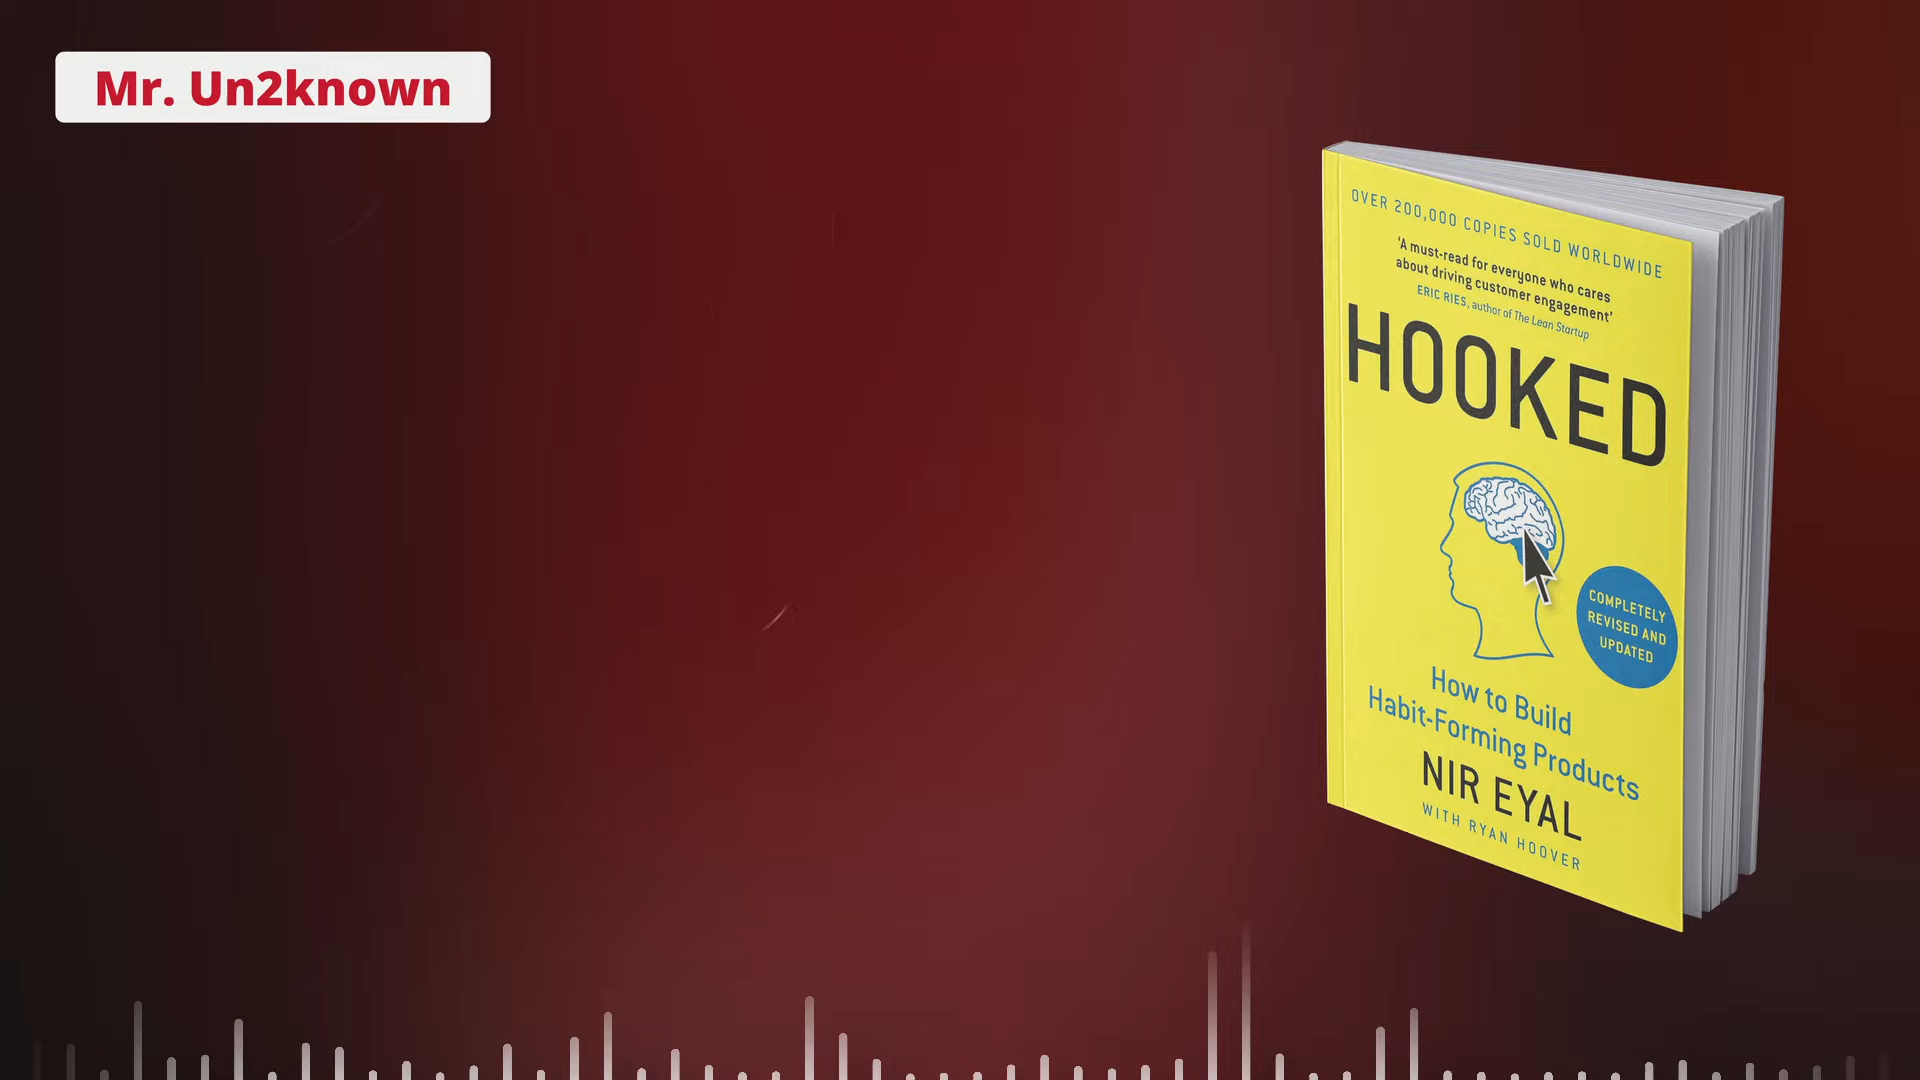 Mr. Un2known
OVER 200,000 COPIES SOLD WORLDWIDE
'A must-read for everyone who cares
about driving customer engagement'
ERIC RIES, author of The Lean Startup
HOOKED
COMPLETELY
REVISED AND
UPDATED
How to Build
Habit-Forming Products
NIR EYAL
WITH RYAN HOOVER